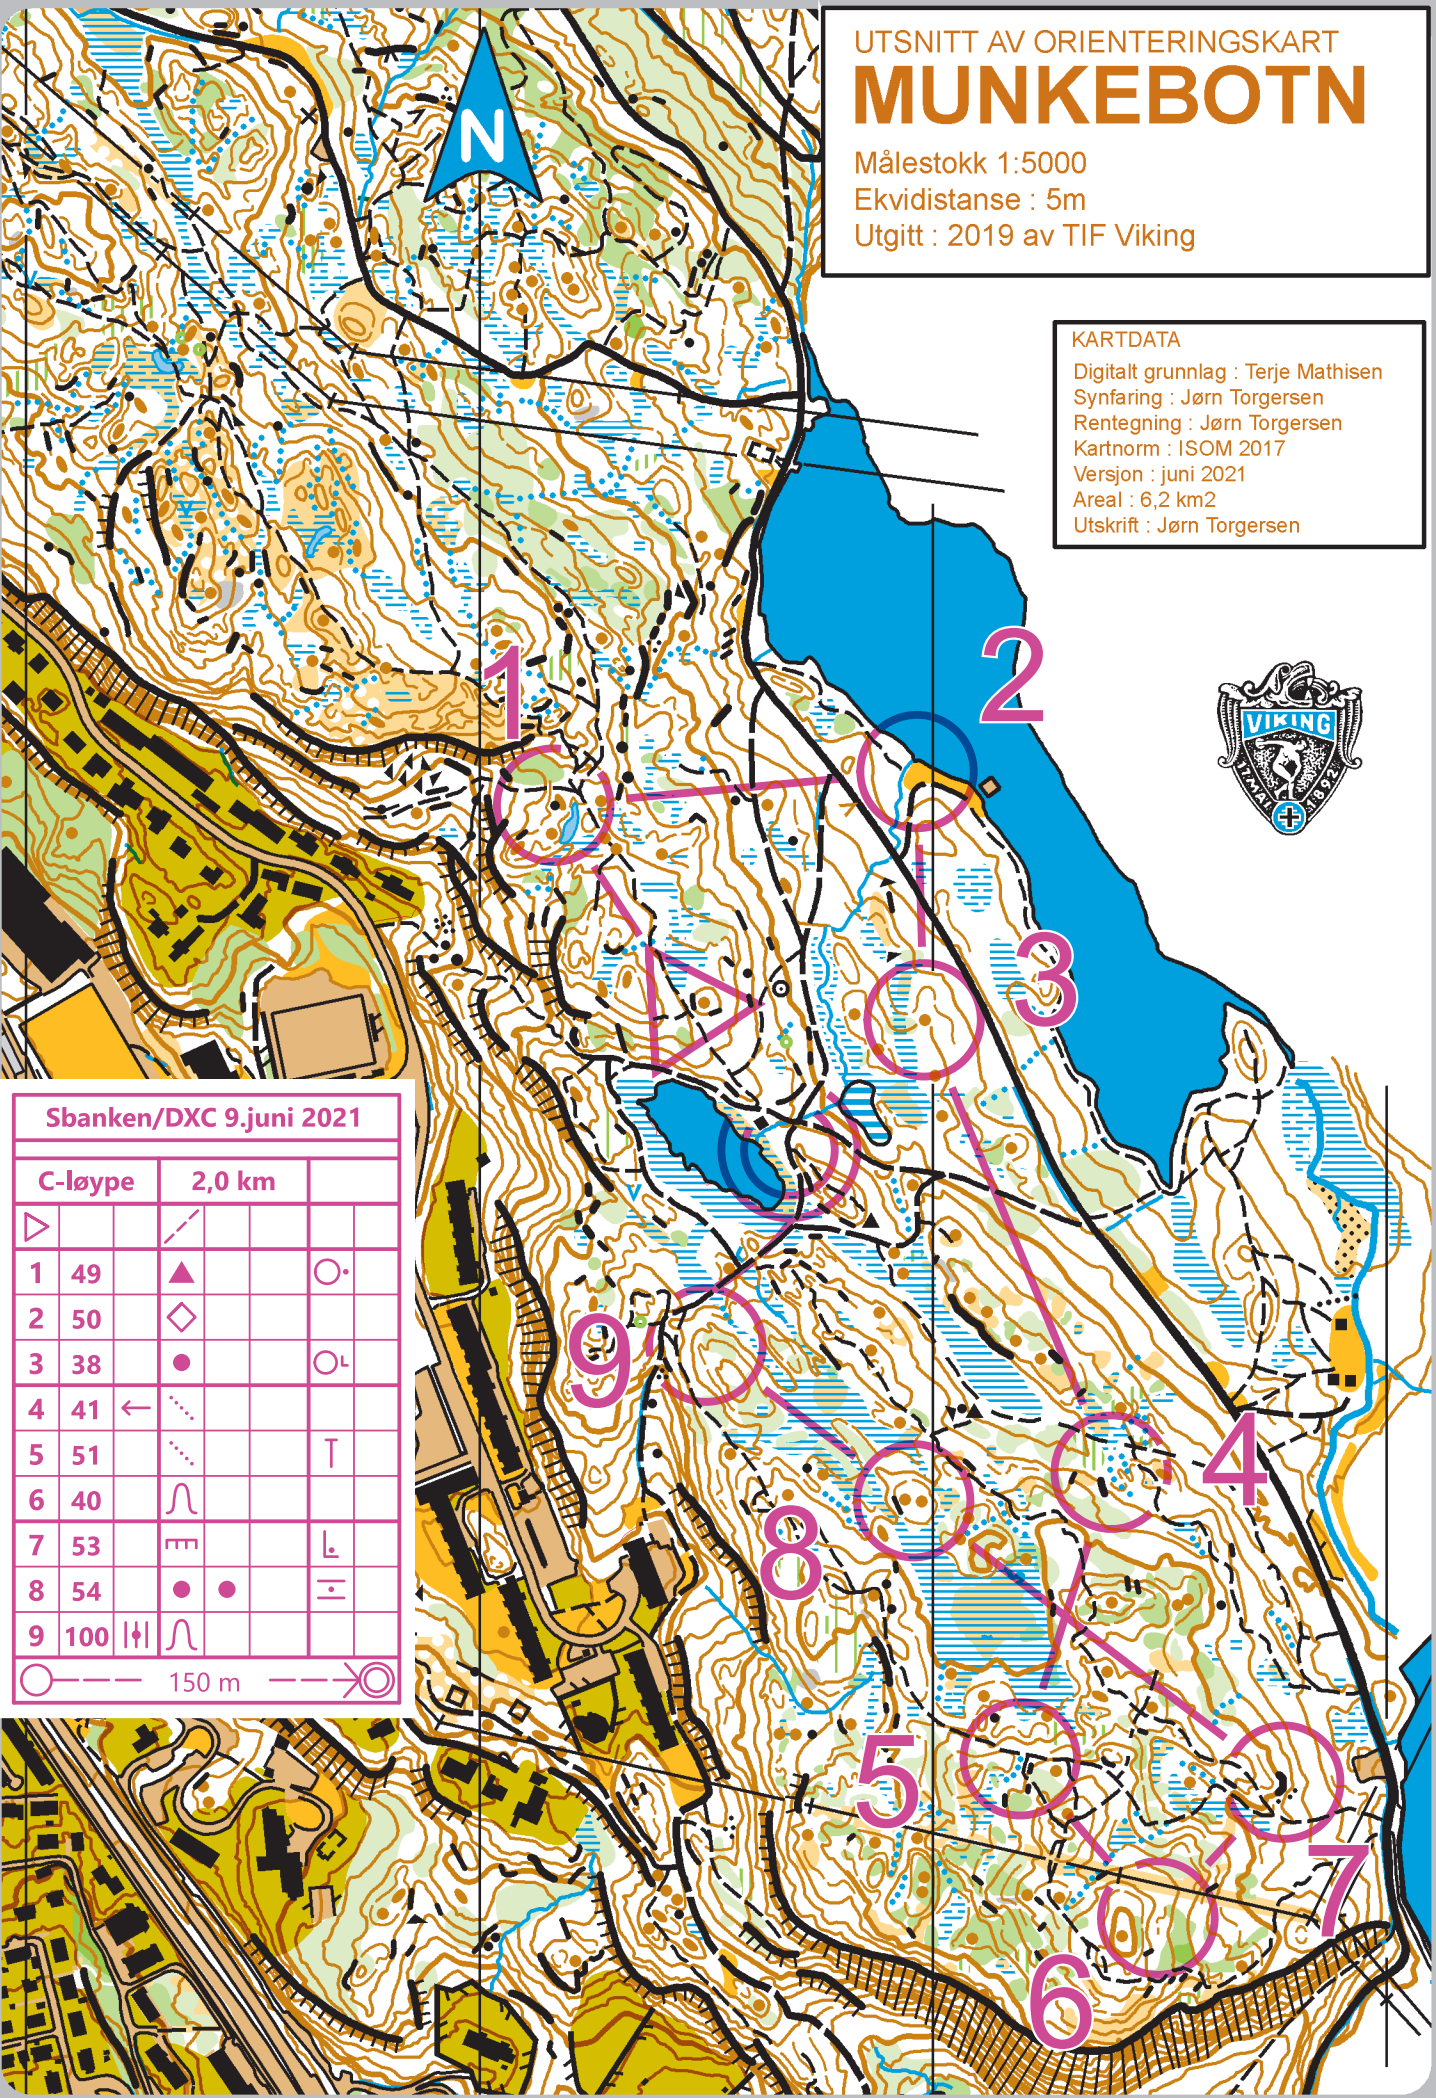 UTSNITT AV ORIENTERINGSKART
MUNKEBOTN
Målestokk 1:5000
Ekvidistanse : 5m
Utgitt : 2019 av TIF Viking
N
KARTDATA
Digitalt grunnlag : Terje Mathisen
Synfaring : Jørn Torgersen
Rentegning : Jørn Torgersen
Kartnorm : ISOM 2017
Versjon : juni 2021
Areal : 6,2 km2
Utskrift : Jørn Torgersen
1
2
VIKING
17.MAI 1892
3
Sbanken/DXC 9.juni 2021
C-løype 2,0 km
1 49
2 50
3 38
4 41
5 51
6 40
7 53
8 54
9 100
150 m
9
4
8
5
7
6